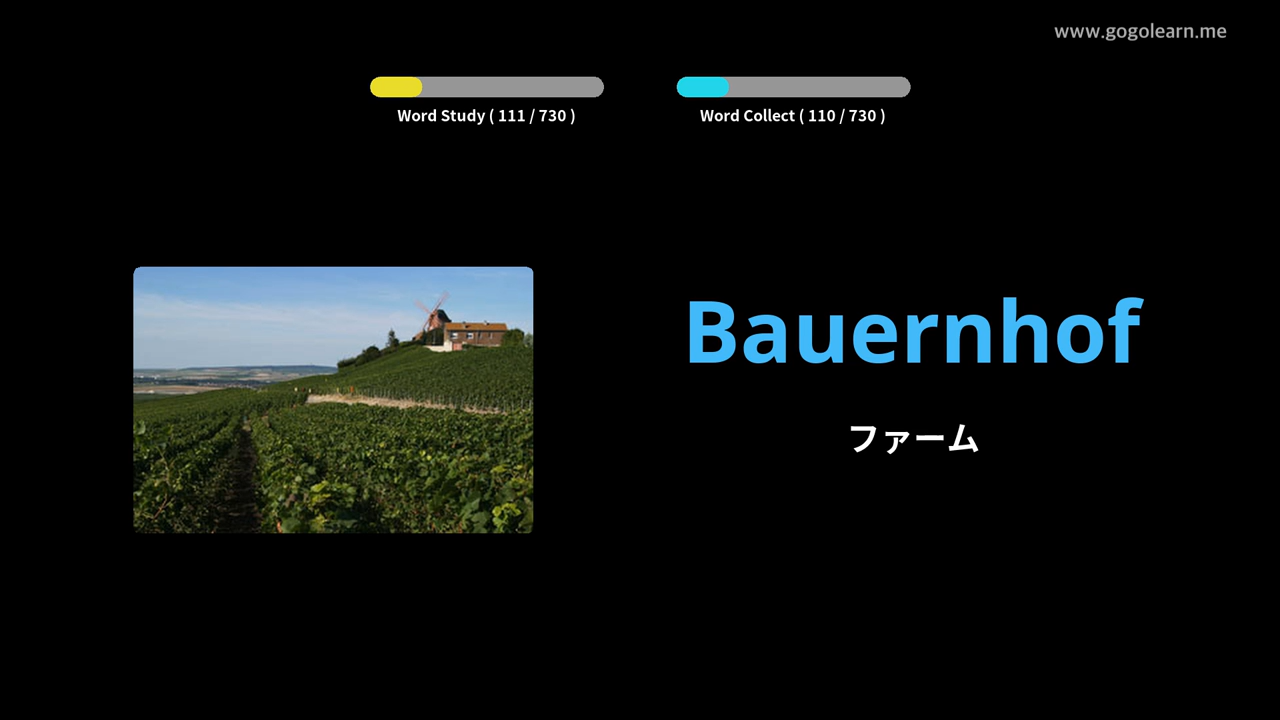 www.gogolearn.me
Word Study ( 111 / 730 )
Word Collect ( 110 / 730 )
Bauernhof
ファーム